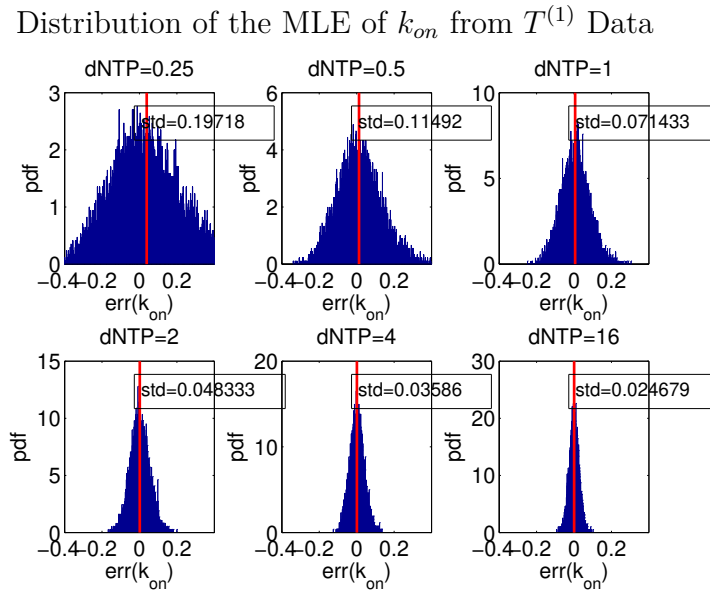 Distribution of the MLE of k_on from T^(1) Data
dNTP=0.25
dNTP=0.5
dNTP=1
3
2
1
0
pdf
std=0.19718
−0.4−0.2 0 0.2
err(k_on)
6
4
2
0
pdf
std=0.11492
−0.4−0.2 0 0.2
err(k_on)
10
5
0
pdf
std=0.071433
−0.4−0.2 0 0.2
err(k_on)
dNTP=2
dNTP=4
dNTP=16
15
10
5
0
pdf
std=0.048333
−0.4−0.2 0 0.2
err(k_on)
20
10
0
pdf
std=0.03586
−0.4−0.2 0 0.2
err(k_on)
30
20
10
0
pdf
std=0.024679
−0.4−0.2 0 0.2
err(k_on)